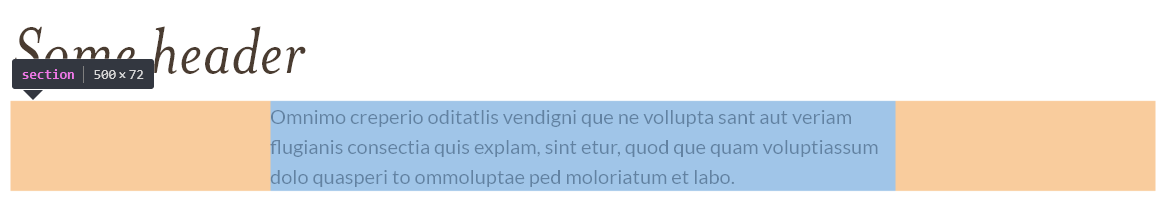 Some header
section 500 × 72
Omnimo creperio oditatlis vendigni que ne vollupta sant aut veriam
flugianis consectia quis explam, sint etur, quod que quam voluptiassum
dolo quasperi to ommoluptae ped moloriatum et labo.